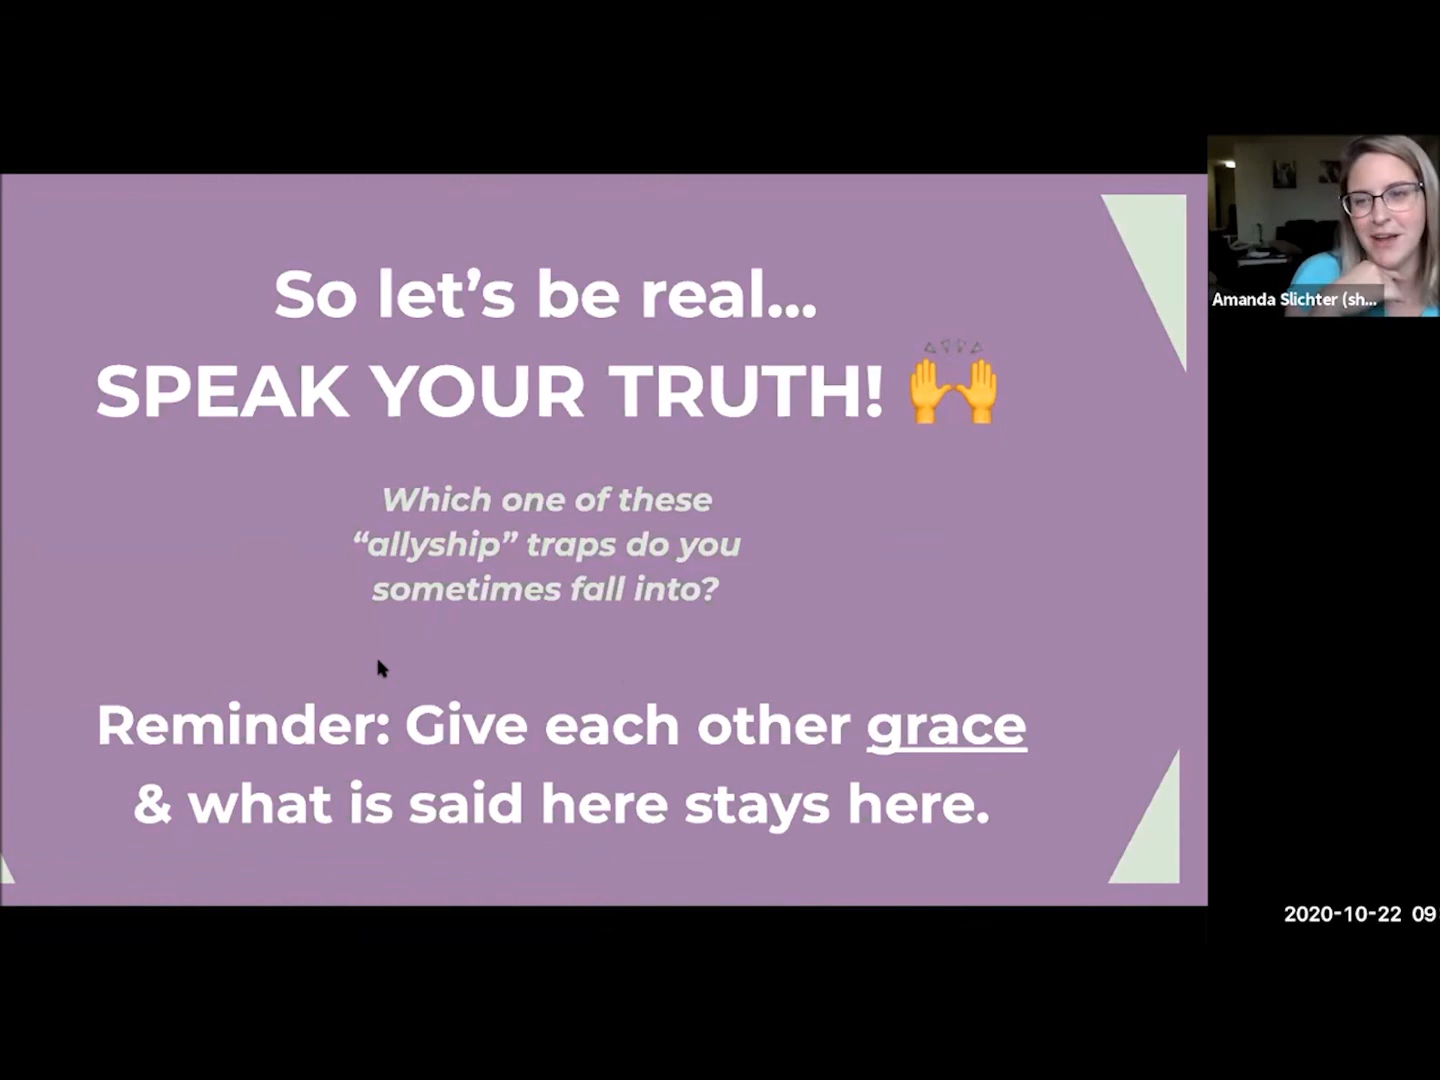 So let's be real...
SPEAK YOUR TRUTH! 🙌
Which one of these
“allyship” traps do you
sometimes fall into?
Reminder: Give each other grace
& what is said here stays here.
Amanda Slichter (sh...
2020-10-22 09